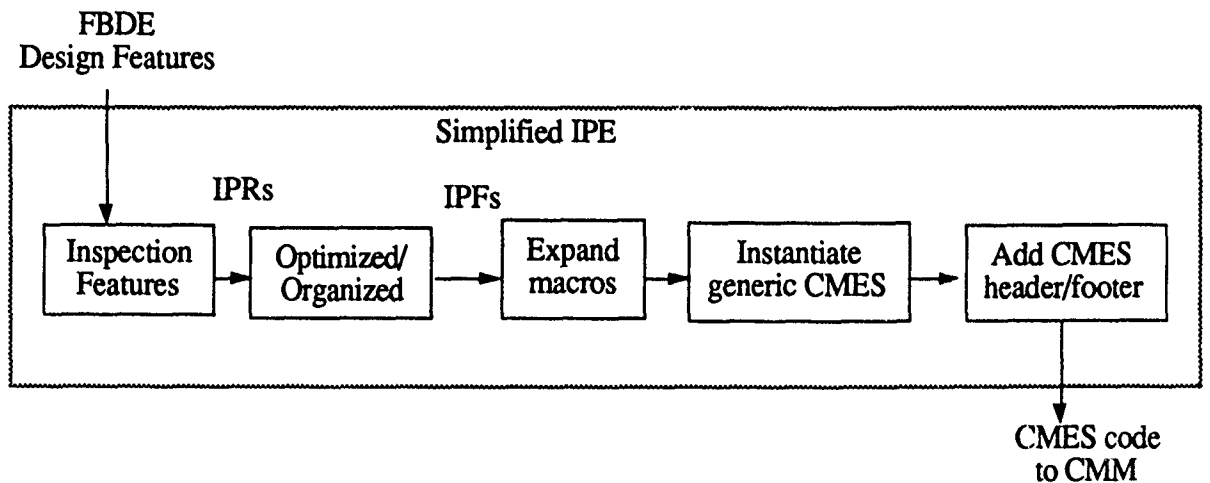 FBDE
Design Features
Simplified IPE
IPRs
IPFs
Inspection
Features
Optimized/
Organized
Expand
macros
Instantiate
generic CMES
Add CMES
header/footer
CMES code
to CMM